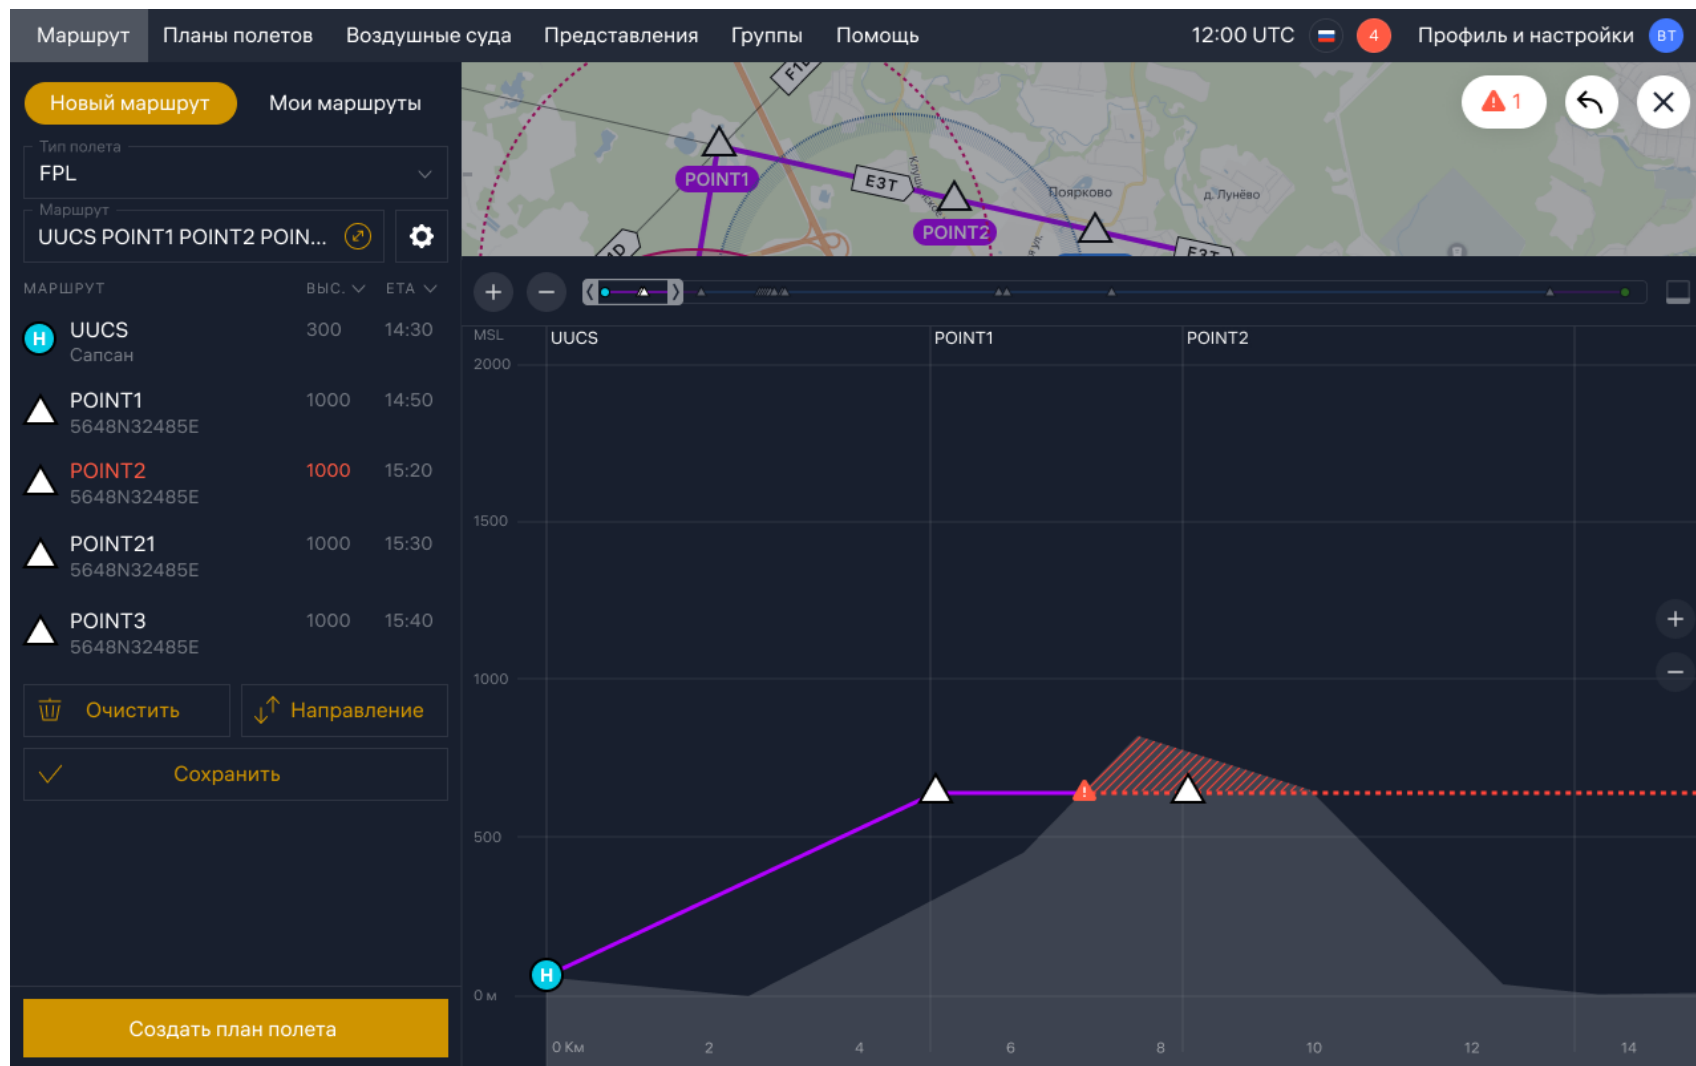 Маршрут Планы полетов Воздушные суда Представления Группы Помощь 12:00 UTC 4 Профиль и настройки ВТ
Новый маршрут Мои маршруты
Тип полета
FPL
Маршрут
UUCS POINT1 POINT2 POIN...
МАРШРУТ ВЫС. ETA
H UUCS 300 14:30
Сапсан
POINT1 1000 14:50
5648N32485E
POINT2 1000 15:20
5648N32485E
POINT21 1000 15:30
5648N32485E
POINT3 1000 15:40
5648N32485E
Очистить Направление
Сохранить
Создать план полета
1
POINT1
E3T
POINT2
Поярково
д. Лунёво
1D
E3T
MSL UUCS POINT1 POINT2
2000
1500
1000
500
H
0 м
0 Км 2 4 6 8 10 12 14